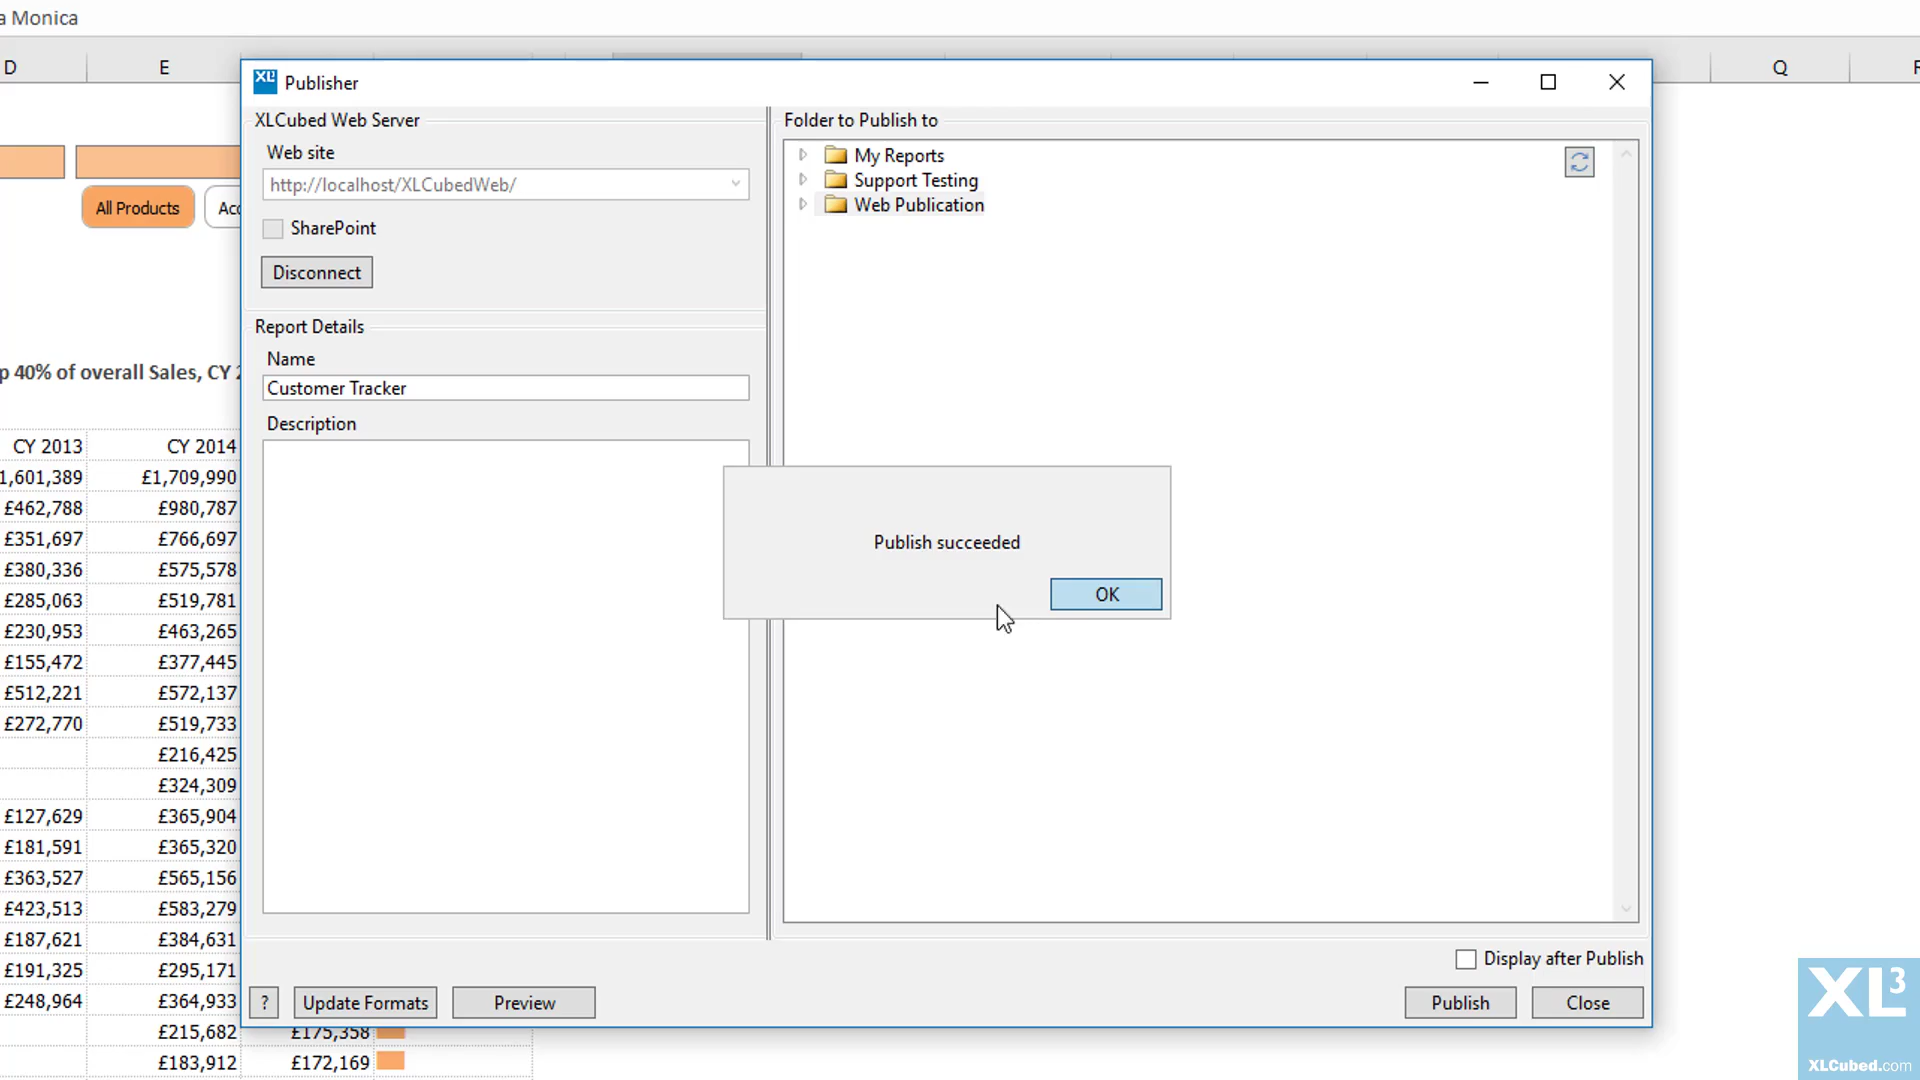 a Monica
D E Q F
XL Publisher
XLCubed Web Server
Web site
http://localhost/XLCubedWeb/
SharePoint
Disconnect
Report Details
Name
Customer Tracker
Description
Folder to Publish to
My Reports
Support Testing
Web Publication
Publish succeeded
OK
Display after Publish
? Update Formats Preview Publish Close
All Products Acc
p 40% of overall Sales, CY 2
CY 2013 CY 2014
1,601,389 £1,709,990
£462,788 £980,787
£351,697 £766,697
£380,336 £575,578
£285,063 £519,781
£230,953 £463,265
£155,472 £377,445
£512,221 £572,137
£272,770 £519,733
£216,425
£324,309
£127,629 £365,904
£181,591 £365,320
£363,527 £565,156
£423,513 £583,279
£187,621 £384,631
£191,325 £295,171
£248,964 £364,933
£215,682 £175,358
£183,912 £172,169
XL3
XLCubed.com